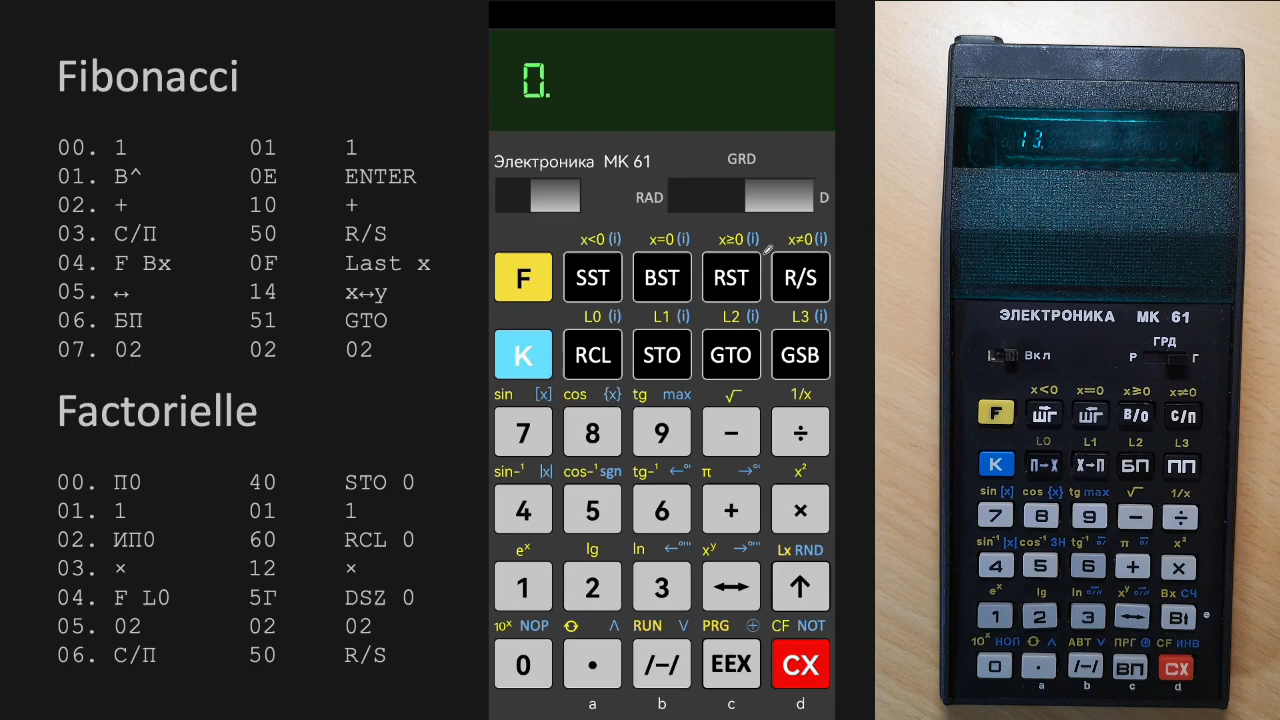 Fibonacci
00. 1 01 1
01. В^ 0E ENTER
02. + 10 +
03. С/П 50 R/S
04. F Вх 0F Last x
05. ↔ 14 x↔y
06. БП 51 GTO
07. 02 02 02
Factorielle
00. П0 40 STO 0
01. 1 01 1
02. ИП0 60 RCL 0
03. × 12 ×
04. F L0 5Г DSZ 0
05. 02 02 02
06. С/П 50 R/S
0.
Электроника МК 61
GRD
RAD D
x<0 (i) x=0 (i) x≥0 (i) x≠0 (i)
F SST BST RST R/S
L0 (i) L1 (i) L2 (i) L3 (i)
K RCL STO GTO GSB
sin [x] cos {x} tg max √ 1/x
7 8 9 − ÷
sin⁻¹ |x| cos⁻¹ sgn tg⁻¹ ←°' π →°' x²
4 5 6 + ×
eˣ lg ln ←°'" xʸ →°'" Lx RND
1 2 3 ↔ ↑
10ˣ NOP ∧ RUN ∨ PRG ⊕ CF NOT
0 • /−/ EEX CX
a b c d
13.
ЭЛЕКТРОНИКА МК 61
ГРД
Вкл Р Г
x<0 x=0 x≥0 x≠0
F ШГ ШГ В/О С/П
L0 L1 L2 L3
К П→X X→П БП ПП
sin [x] cos {x} tg max √ 1/x
7 8 9 − ÷
sin⁻¹ |x| cos⁻¹ ЗН tg⁻¹ π x²
4 5 6 + ×
eˣ lg ln xʸ Вх СЧ
1 2 3 ↔ В↑ е
10ˣ НОП ∧ АВТ ∨ ПРГ ⊕ CF ИНВ
0 • /−/ ВП СХ
a b c d